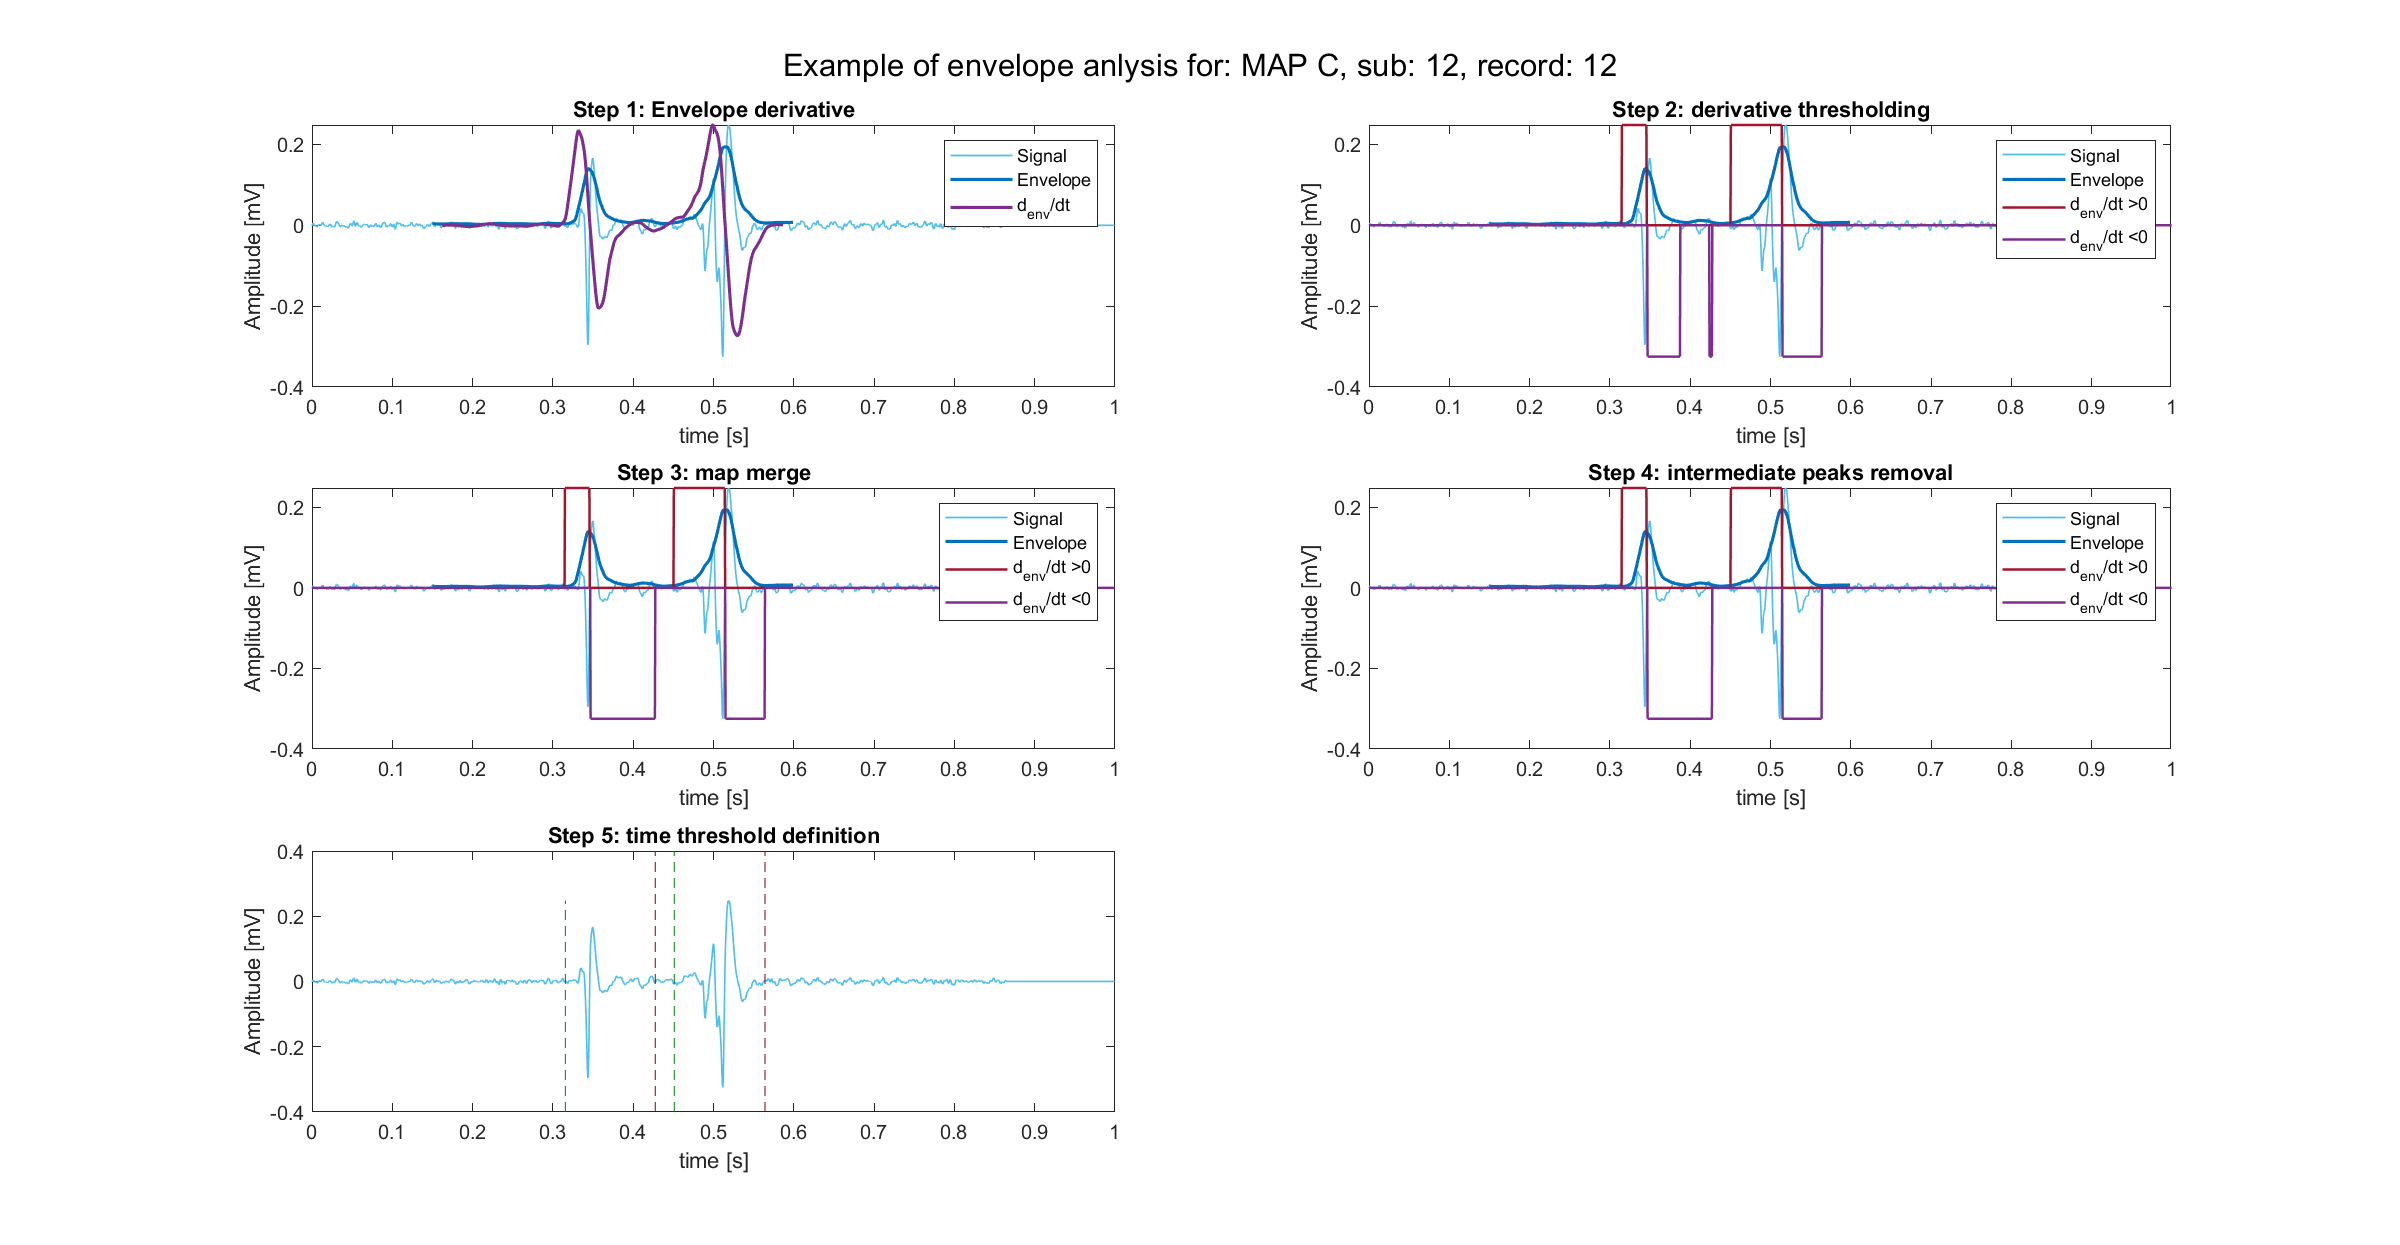 Example of envelope anlysis for: MAP C, sub: 12, record: 12
Step 1: Envelope derivative
0.2
0
-0.2
-0.4
Amplitude [mV]
Signal
Envelope
d_env/dt
0 0.1 0.2 0.3 0.4 0.5 0.6 0.7 0.8 0.9 1
time [s]
Step 2: derivative thresholding
0.2
0
-0.2
-0.4
Amplitude [mV]
Signal
Envelope
d_env/dt >0
d_env/dt <0
0 0.1 0.2 0.3 0.4 0.5 0.6 0.7 0.8 0.9 1
time [s]
Step 3: map merge
0.2
0
-0.2
-0.4
Amplitude [mV]
Signal
Envelope
d_env/dt >0
d_env/dt <0
0 0.1 0.2 0.3 0.4 0.5 0.6 0.7 0.8 0.9 1
time [s]
Step 4: intermediate peaks removal
0.2
0
-0.2
-0.4
Amplitude [mV]
Signal
Envelope
d_env/dt >0
d_env/dt <0
0 0.1 0.2 0.3 0.4 0.5 0.6 0.7 0.8 0.9 1
time [s]
Step 5: time threshold definition
0.4
0.2
0
-0.2
-0.4
Amplitude [mV]
0 0.1 0.2 0.3 0.4 0.5 0.6 0.7 0.8 0.9 1
time [s]